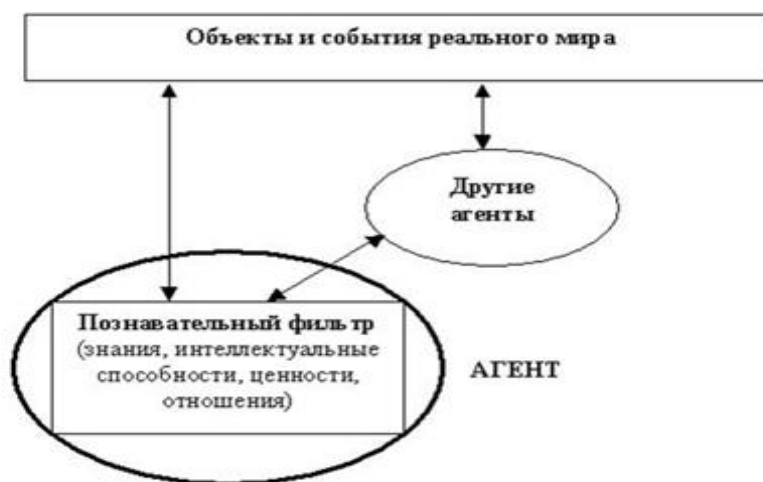 Объекты и события реального мира
Другие
агенты
Познавательный фильтр
(знания, интеллектуальные
способности, ценности,
отношения)
АГЕНТ